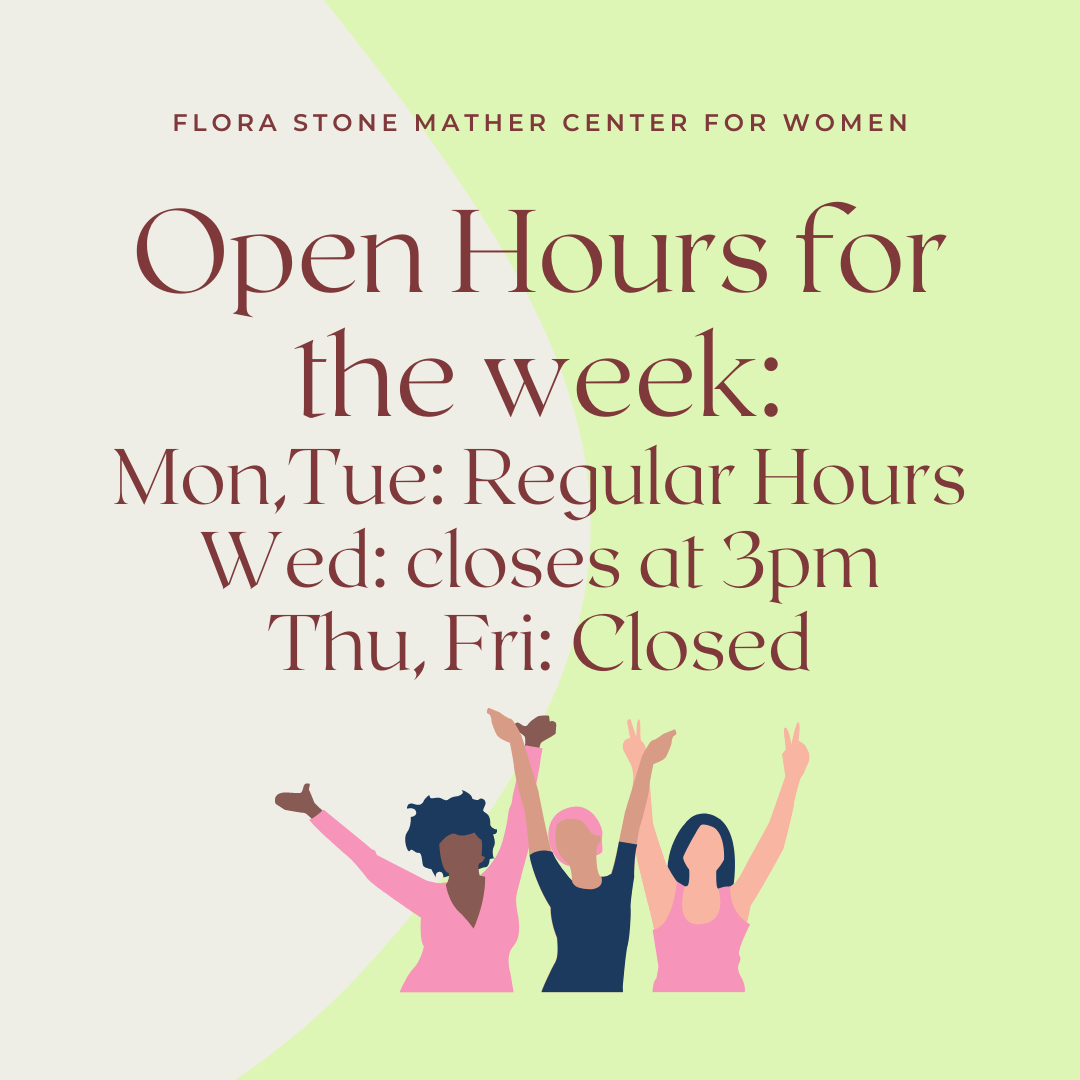 FLORA STONE MATHER CENTER FOR WOMEN
Open Hours for
the week:
Mon,Tue: Regular Hours
Wed: closes at 3pm
Thu, Fri: Closed